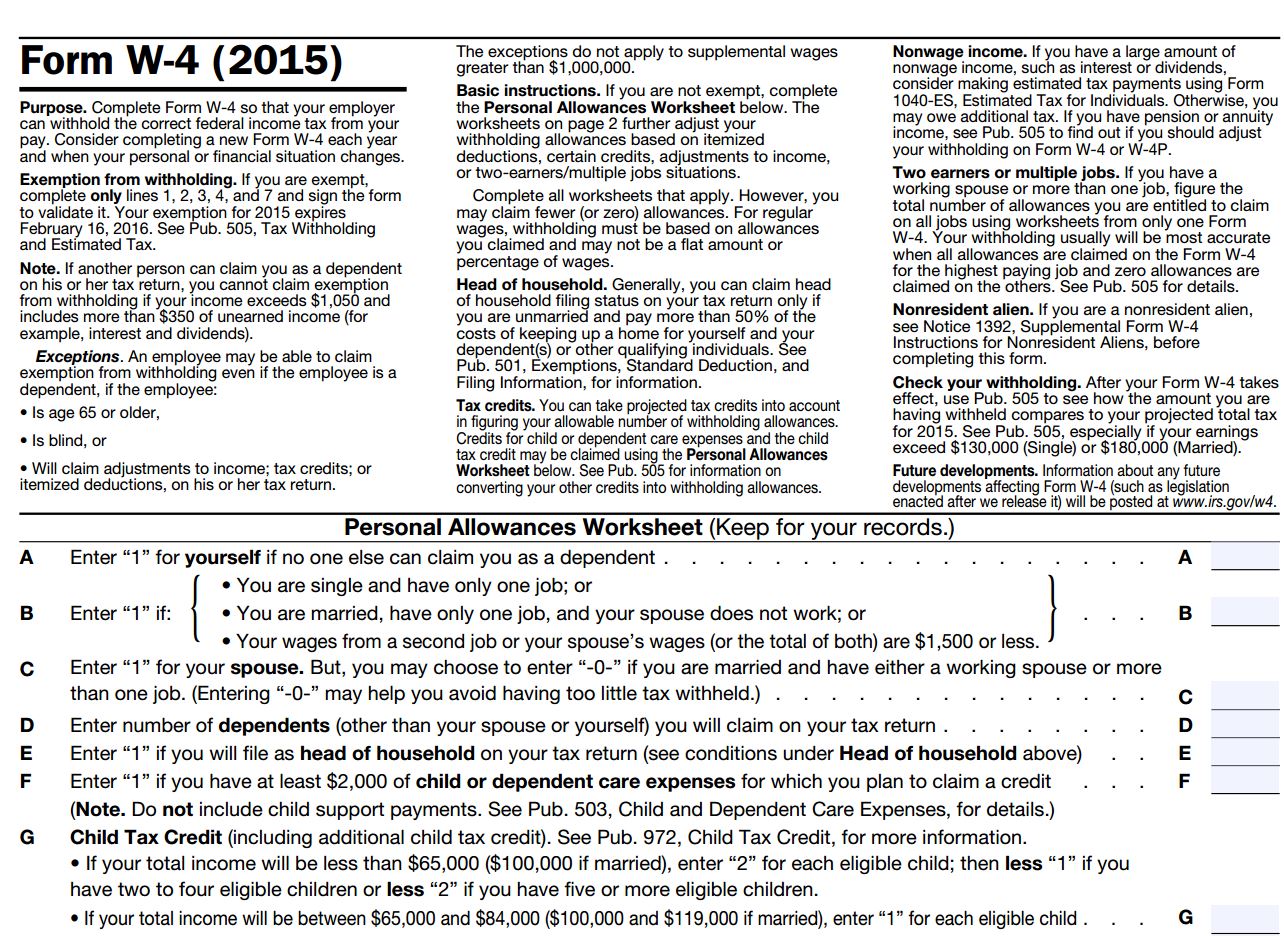 Form W-4 (2015)
Purpose. Complete Form W-4 so that your employer
can withhold the correct federal income tax from your
pay. Consider completing a new Form W-4 each year
and when your personal or financial situation changes.
Exemption from withholding. If you are exempt,
complete only lines 1, 2, 3, 4, and 7 and sign the form
to validate it. Your exemption for 2015 expires
February 16, 2016. See Pub. 505, Tax Withholding
and Estimated Tax.
Note. If another person can claim you as a dependent
on his or her tax return, you cannot claim exemption
from withholding if your income exceeds $1,050 and
includes more than $350 of unearned income (for
example, interest and dividends).
Exceptions. An employee may be able to claim
exemption from withholding even if the employee is a
dependent, if the employee:
• Is age 65 or older,
• Is blind, or
• Will claim adjustments to income; tax credits; or
itemized deductions, on his or her tax return.
The exceptions do not apply to supplemental wages
greater than $1,000,000.
Basic instructions. If you are not exempt, complete
the Personal Allowances Worksheet below. The
worksheets on page 2 further adjust your
withholding allowances based on itemized
deductions, certain credits, adjustments to income,
or two-earners/multiple jobs situations.
Complete all worksheets that apply. However, you
may claim fewer (or zero) allowances. For regular
wages, withholding must be based on allowances
you claimed and may not be a flat amount or
percentage of wages.
Head of household. Generally, you can claim head
of household filing status on your tax return only if
you are unmarried and pay more than 50% of the
costs of keeping up a home for yourself and your
dependent(s) or other qualifying individuals. See
Pub. 501, Exemptions, Standard Deduction, and
Filing Information, for information.
Tax credits. You can take projected tax credits into account
in figuring your allowable number of withholding allowances.
Credits for child or dependent care expenses and the child
tax credit may be claimed using the Personal Allowances
Worksheet below. See Pub. 505 for information on
converting your other credits into withholding allowances.
Nonwage income. If you have a large amount of
nonwage income, such as interest or dividends,
consider making estimated tax payments using Form
1040-ES, Estimated Tax for Individuals. Otherwise, you
may owe additional tax. If you have pension or annuity
income, see Pub. 505 to find out if you should adjust
your withholding on Form W-4 or W-4P.
Two earners or multiple jobs. If you have a
working spouse or more than one job, figure the
total number of allowances you are entitled to claim
on all jobs using worksheets from only one Form
W-4. Your withholding usually will be most accurate
when all allowances are claimed on the Form W-4
for the highest paying job and zero allowances are
claimed on the others. See Pub. 505 for details.
Nonresident alien. If you are a nonresident alien,
see Notice 1392, Supplemental Form W-4
Instructions for Nonresident Aliens, before
completing this form.
Check your withholding. After your Form W-4 takes
effect, use Pub. 505 to see how the amount you are
having withheld compares to your projected total tax
for 2015. See Pub. 505, especially if your earnings
exceed $130,000 (Single) or $180,000 (Married).
Future developments. Information about any future
developments affecting Form W-4 (such as legislation
enacted after we release it) will be posted at www.irs.gov/w4.
Personal Allowances Worksheet (Keep for your records.)
A Enter “1” for yourself if no one else can claim you as a dependent . . . . . . . . . . . . . . . . . . A
• You are single and have only one job; or
B Enter “1” if: • You are married, have only one job, and your spouse does not work; or . . . B
• Your wages from a second job or your spouse’s wages (or the total of both) are $1,500 or less.
C Enter “1” for your spouse. But, you may choose to enter “-0-” if you are married and have either a working spouse or more
than one job. (Entering “-0-” may help you avoid having too little tax withheld.) . . . . . . . . . . . . . . C
D Enter number of dependents (other than your spouse or yourself) you will claim on your tax return . . . . . . . . D
E Enter “1” if you will file as head of household on your tax return (see conditions under Head of household above) . . E
F Enter “1” if you have at least $2,000 of child or dependent care expenses for which you plan to claim a credit . . . F
(Note. Do not include child support payments. See Pub. 503, Child and Dependent Care Expenses, for details.)
G Child Tax Credit (including additional child tax credit). See Pub. 972, Child Tax Credit, for more information.
• If your total income will be less than $65,000 ($100,000 if married), enter “2” for each eligible child; then less “1” if you
have two to four eligible children or less “2” if you have five or more eligible children.
• If your total income will be between $65,000 and $84,000 ($100,000 and $119,000 if married), enter “1” for each eligible child . . . G